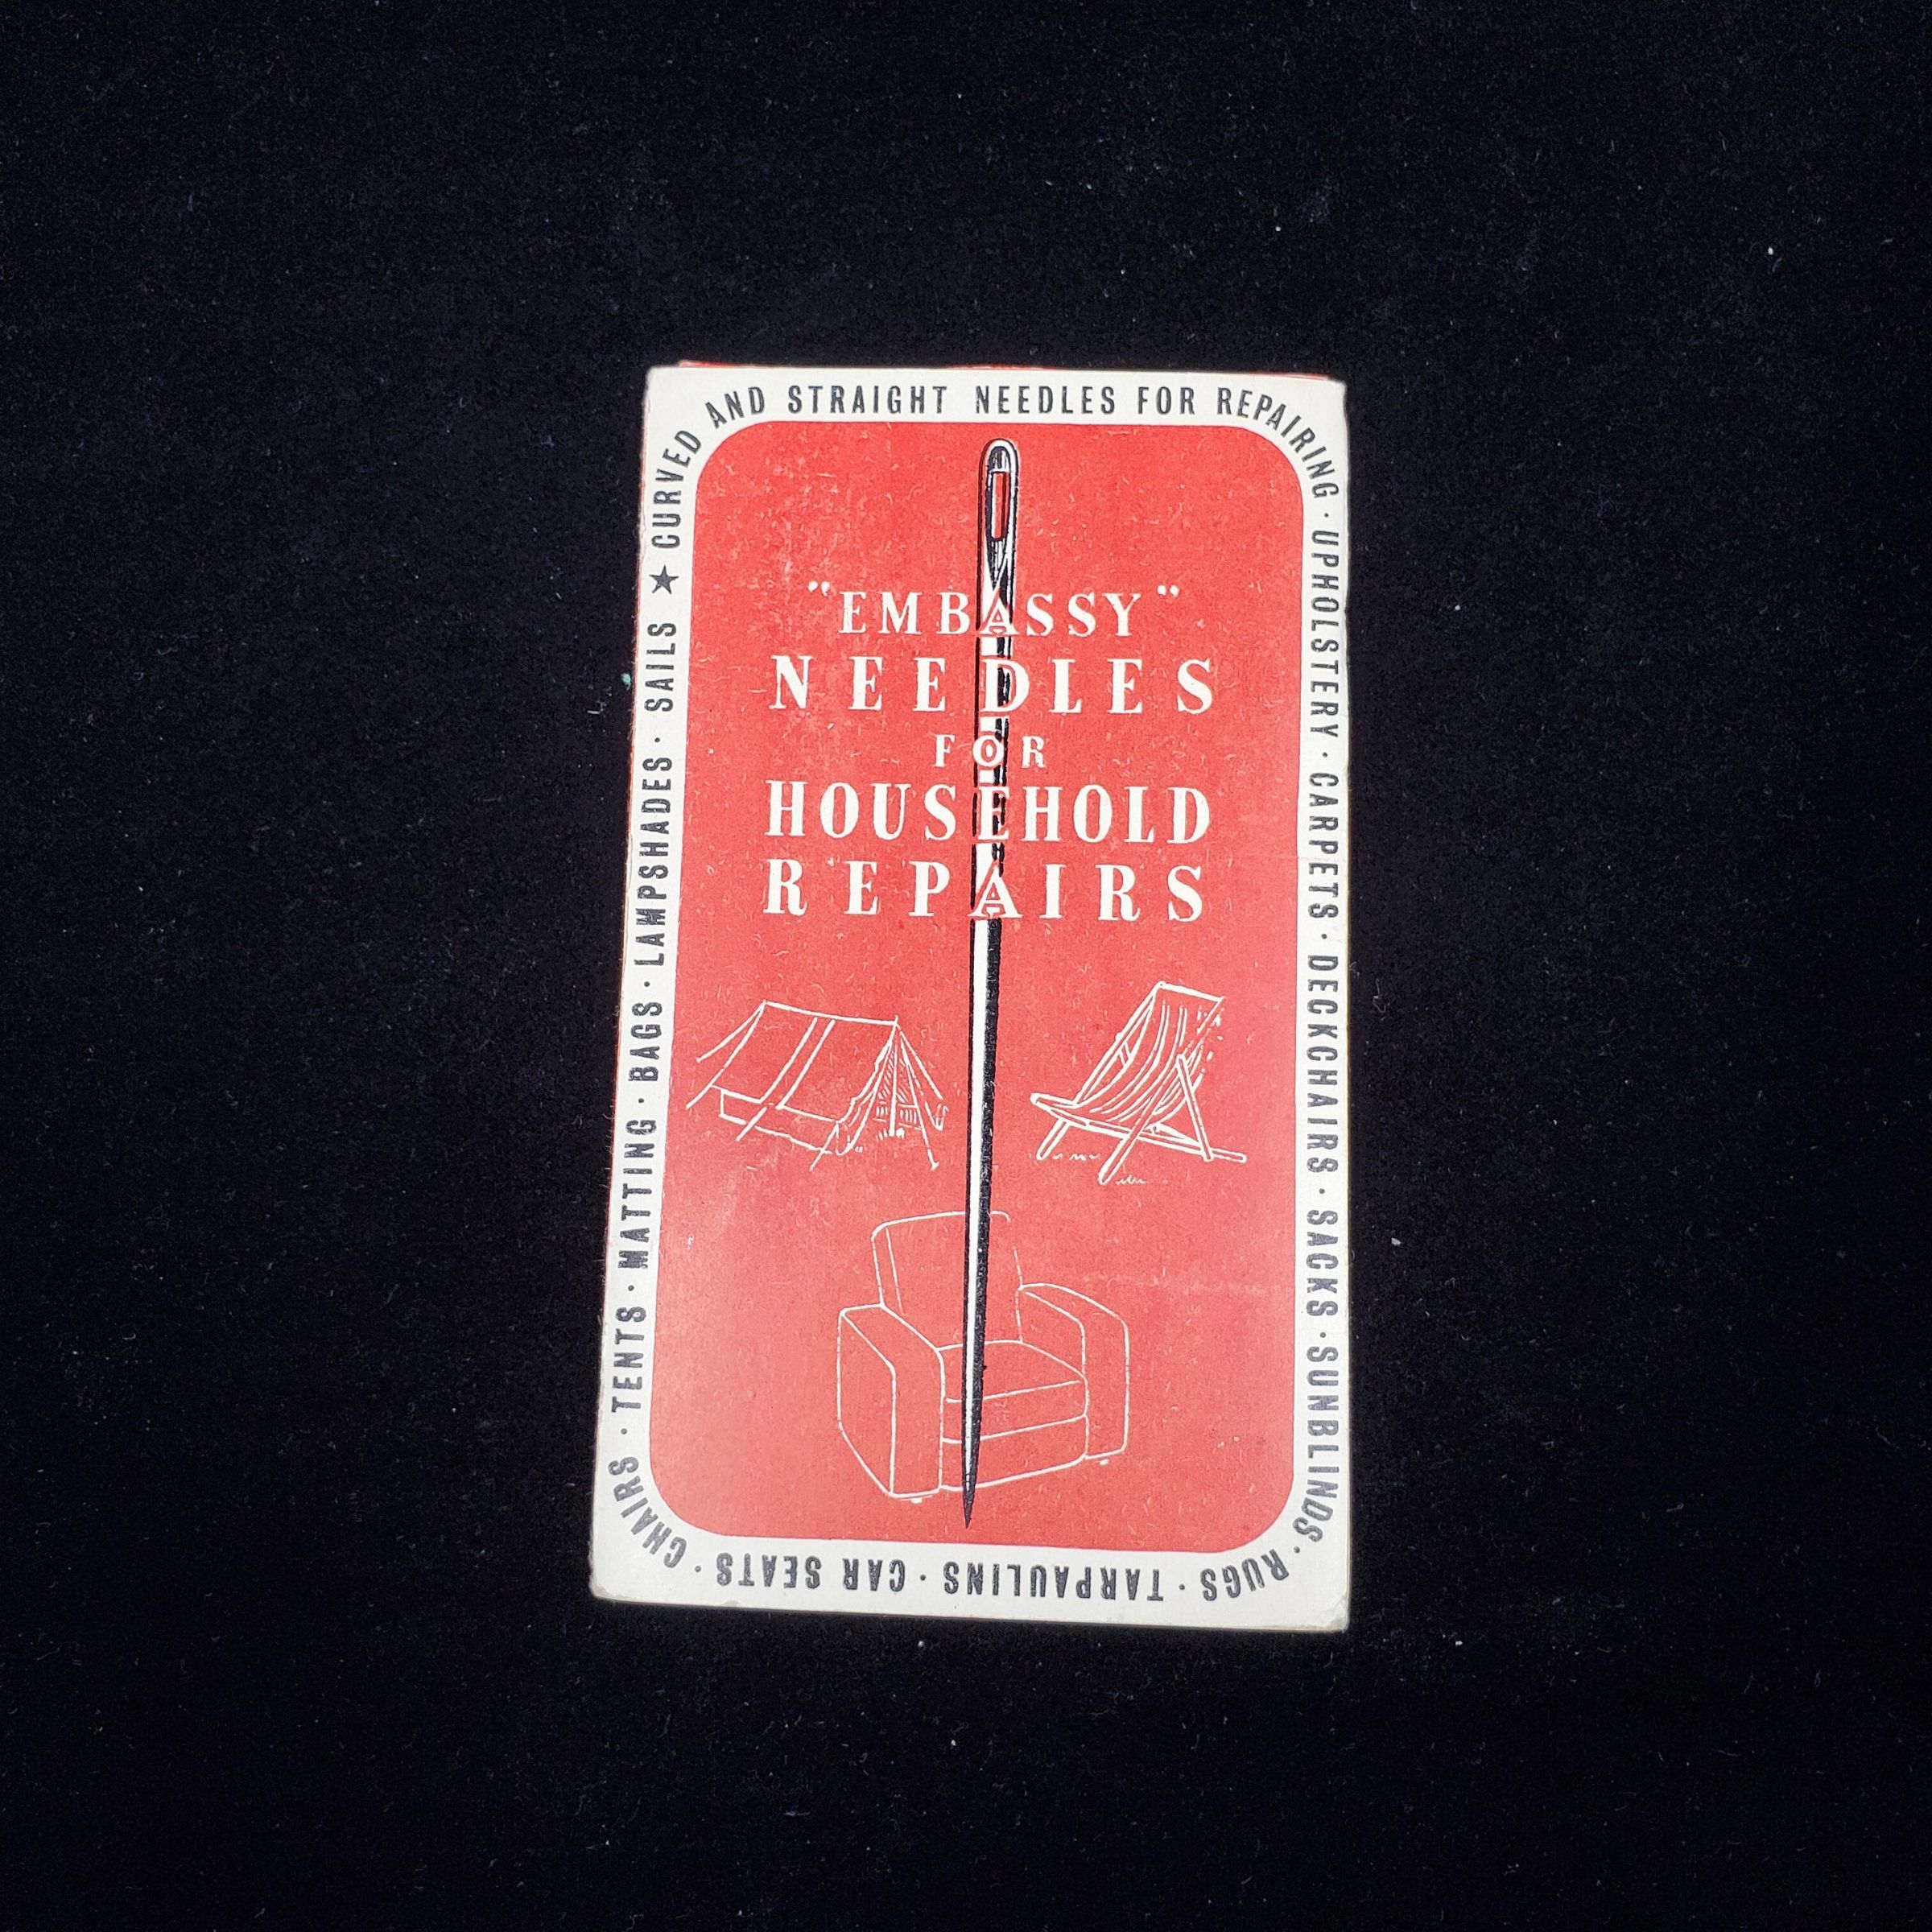 ★ CURVED AND STRAIGHT NEEDLES FOR REPAIRING · UPHOLSTERY · CARPETS · DECKCHAIRS · SACKS · SUNBLINDS · RUGS · TARPAULINS · CAR SEATS · CHAIRS · TENTS · MATTING · BAGS · LAMPSHADES · SAILS
"EMBASSY"
NEEDLES
FOR
HOUSEHOLD
REPAIRS